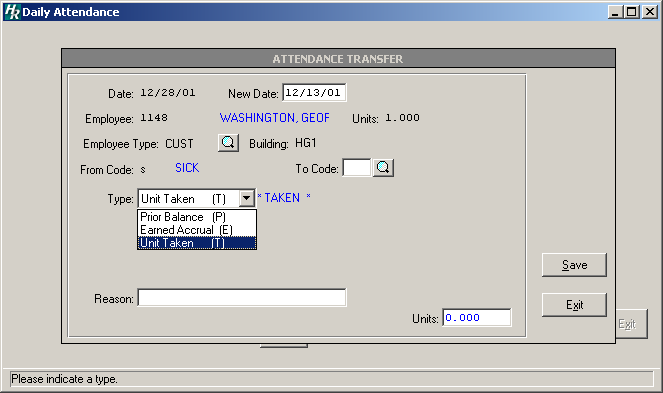 HR Daily Attendance
ATTENDANCE TRANSFER
Date: 12/28/01 New Date: 12/13/01
Employee: 1148 WASHINGTON, GEOF Units: 1.000
Employee Type: CUST Building: HG1
From Code: s SICK To Code:
Type: Unit Taken (T) * TAKEN *
Prior Balance (P)
Earned Accrual (E)
Unit Taken (T)
Save
Reason:
Exit
Units: 0.000
Exit
Please indicate a type.